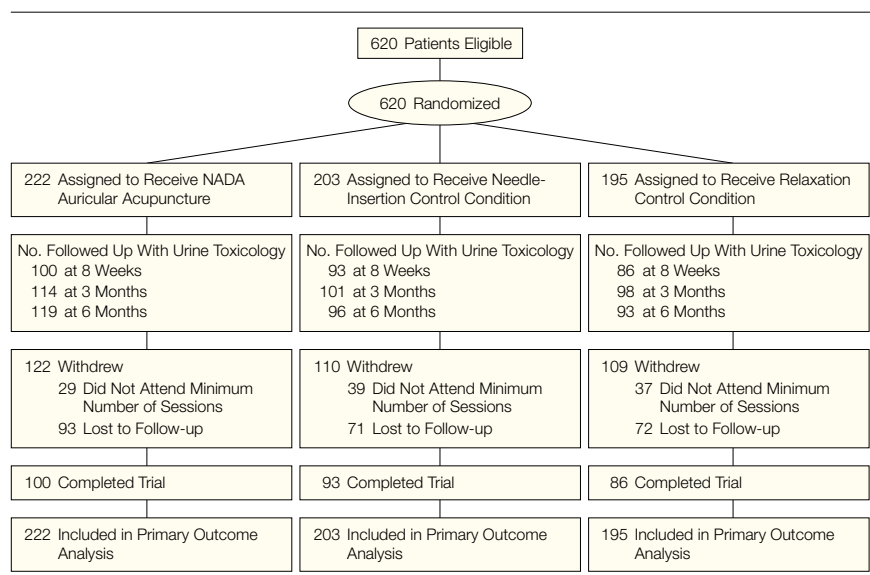 620 Patients Eligible
620 Randomized
222 Assigned to Receive NADA
Auricular Acupuncture
203 Assigned to Receive Needle-
Insertion Control Condition
195 Assigned to Receive Relaxation
Control Condition
No. Followed Up With Urine Toxicology
100 at 8 Weeks
114 at 3 Months
119 at 6 Months
No. Followed Up With Urine Toxicology
93 at 8 Weeks
101 at 3 Months
96 at 6 Months
No. Followed Up With Urine Toxicology
86 at 8 Weeks
98 at 3 Months
93 at 6 Months
122 Withdrew
29 Did Not Attend Minimum
Number of Sessions
93 Lost to Follow-up
110 Withdrew
39 Did Not Attend Minimum
Number of Sessions
71 Lost to Follow-up
109 Withdrew
37 Did Not Attend Minimum
Number of Sessions
72 Lost to Follow-up
100 Completed Trial
93 Completed Trial
86 Completed Trial
222 Included in Primary Outcome
Analysis
203 Included in Primary Outcome
Analysis
195 Included in Primary Outcome
Analysis